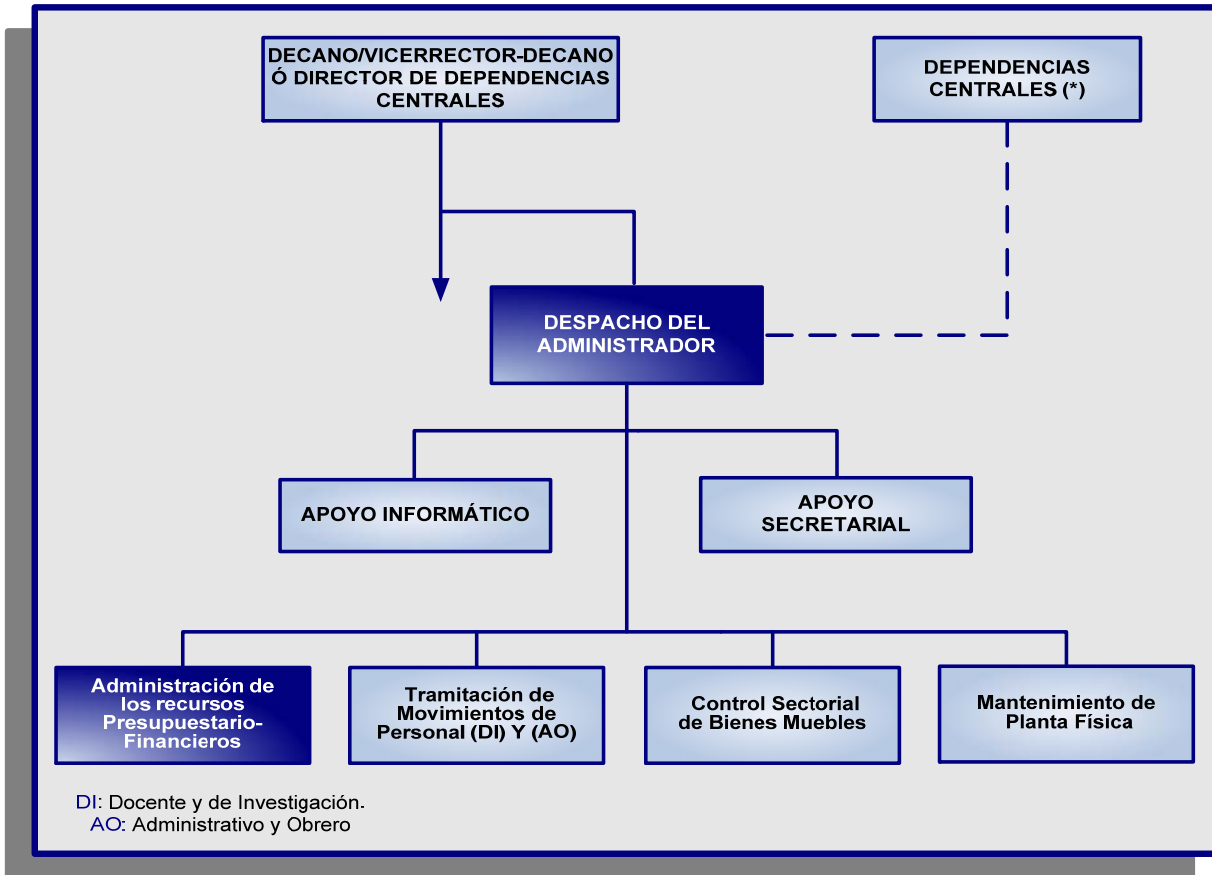 DECANO/VICERRECTOR-DECANO
Ó DIRECTOR DE DEPENDENCIAS
CENTRALES
DEPENDENCIAS
CENTRALES (*)
DESPACHO DEL
ADMINISTRADOR
APOYO INFORMÁTICO
APOYO
SECRETARIAL
Administración de
los recursos
Presupuestario-
Financieros
Tramitación de
Movimientos de
Personal (DI) Y (AO)
Control Sectorial
de Bienes Muebles
Mantenimiento de
Planta Física
DI: Docente y de Investigación.
AO: Administrativo y Obrero